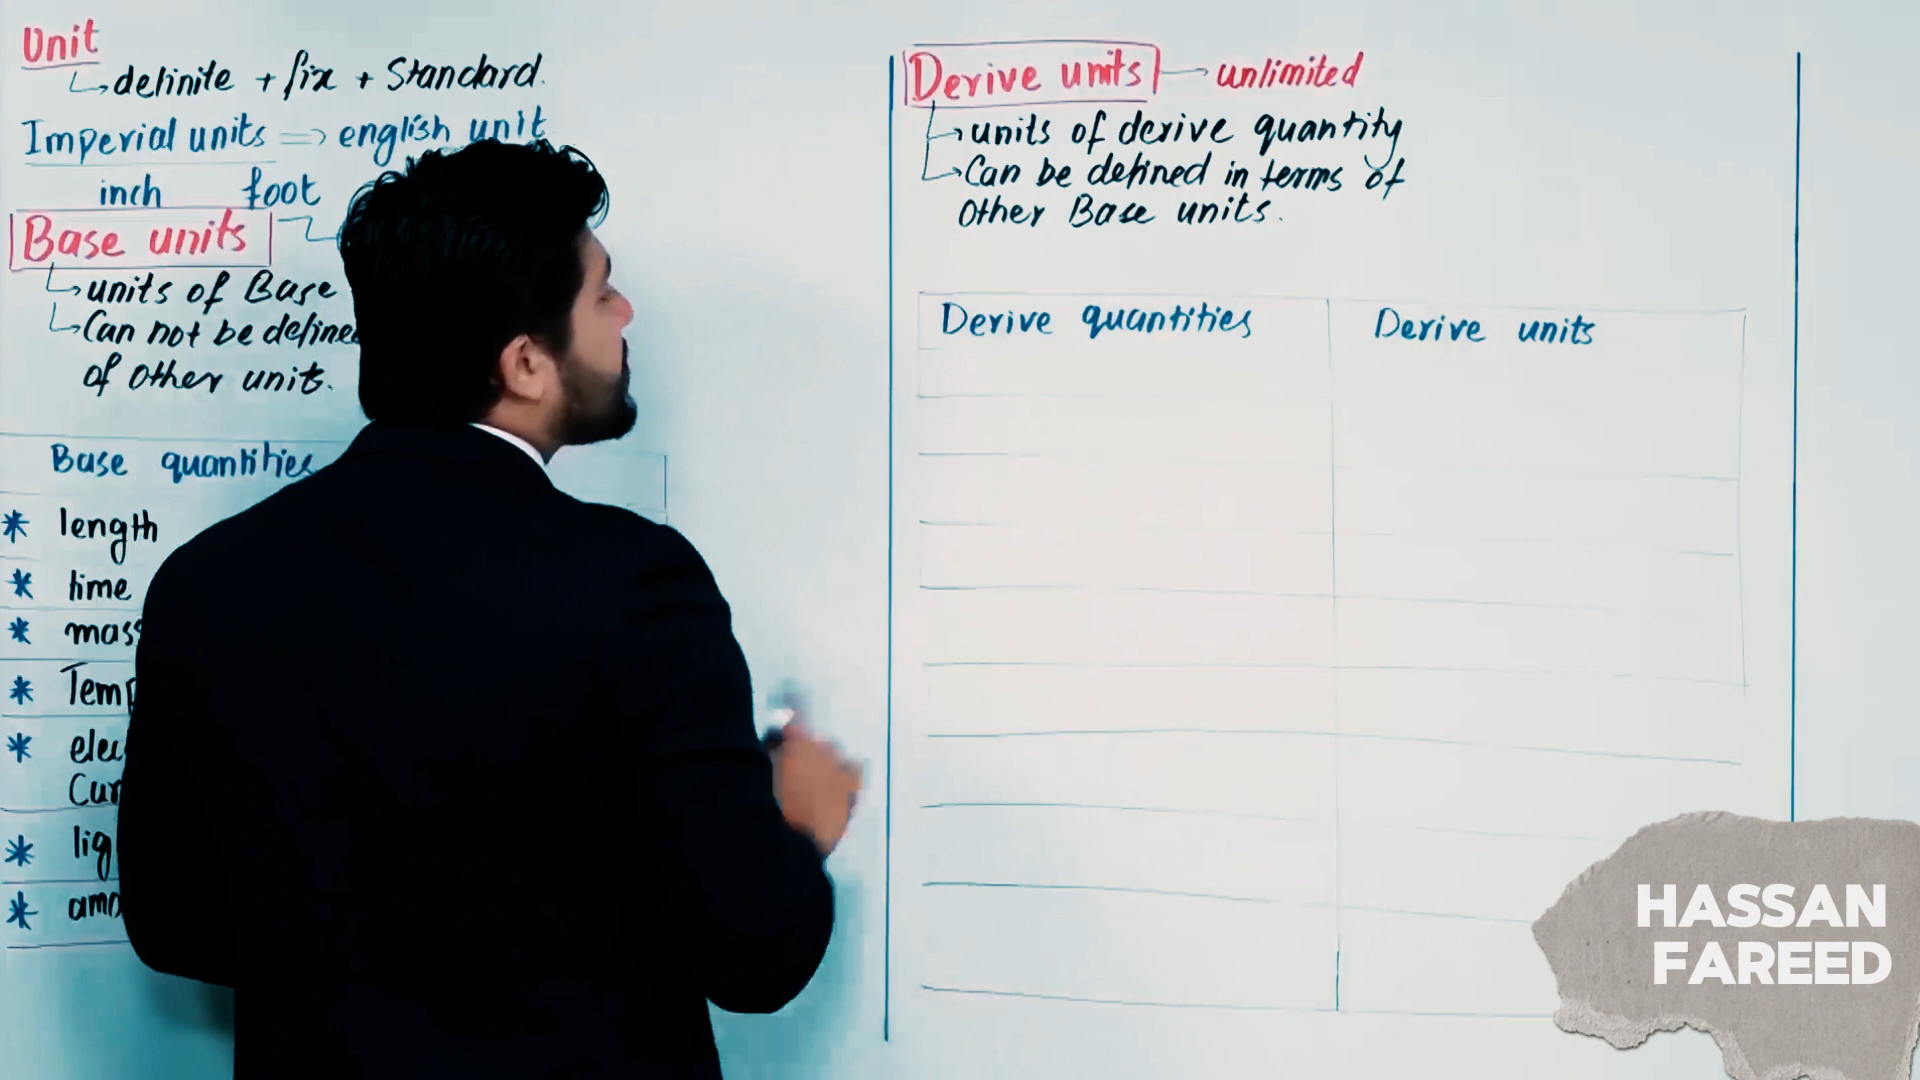 Unit
definite + fix + Standard.
Imperial units => english unit
inch foot
Base units
units of Base
Can not be define
of other unit.
Base quantities
* length
* time
* mass
* Temp
* elec
Cur
* lig
* amo
Derive units → unlimited
units of derive quantity
Can be defined in terms of
Other Base units.
Derive quantities Derive units
HASSAN
FAREED